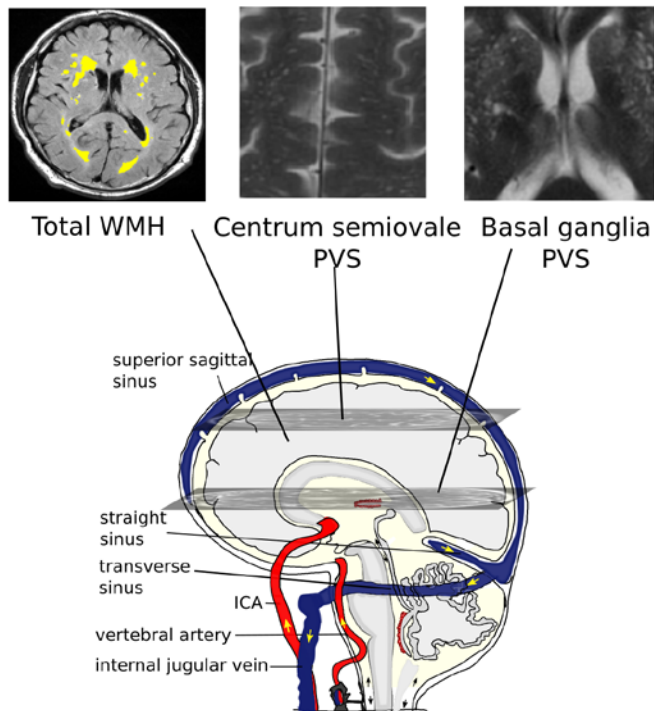 Total WMH
Centrum semiovale
PVS
Basal ganglia
PVS
superior sagittal
sinus
straight
sinus
transverse
sinus
ICA
vertebral artery
internal jugular vein